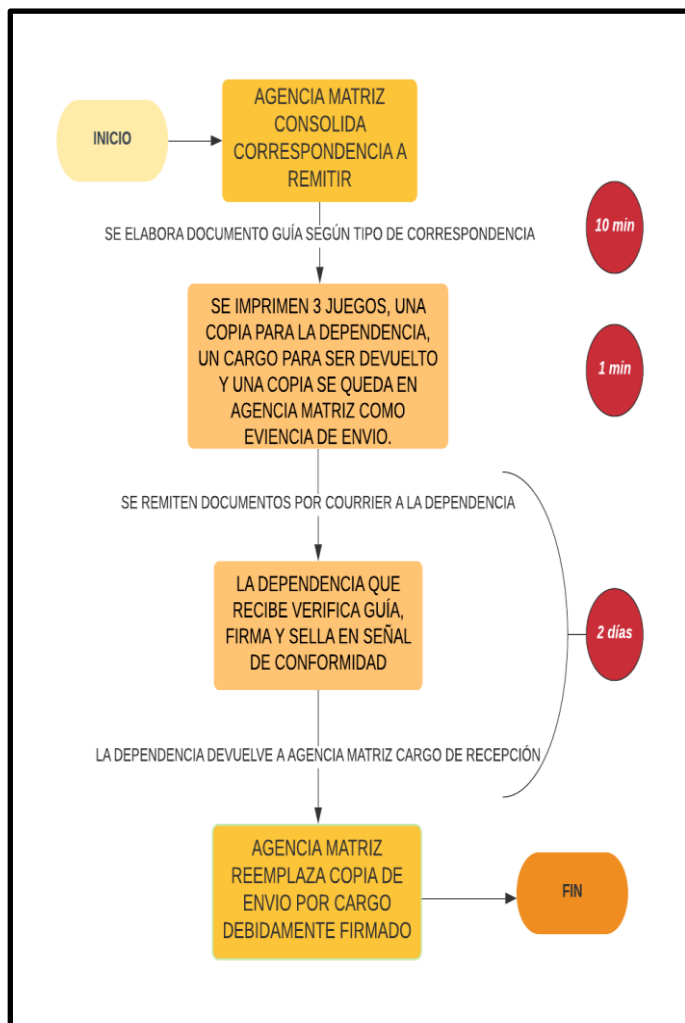 INICIO
AGENCIA MATRIZ
CONSOLIDA
CORRESPONDENCIA A
REMITIR
SE ELABORA DOCUMENTO GUÍA SEGÚN TIPO DE CORRESPONDENCIA
10 min
SE IMPRIMEN 3 JUEGOS, UNA
COPIA PARA LA DEPENDENCIA,
UN CARGO PARA SER DEVUELTO
Y UNA COPIA SE QUEDA EN
AGENCIA MATRIZ COMO
EVIENCIA DE ENVIO.
1 min
SE REMITEN DOCUMENTOS POR COURRIER A LA DEPENDENCIA
LA DEPENDENCIA QUE
RECIBE VERIFICA GUÍA,
FIRMA Y SELLA EN SEÑAL
DE CONFORMIDAD
2 días
LA DEPENDENCIA DEVUELVE A AGENCIA MATRIZ CARGO DE RECEPCIÓN
AGENCIA MATRIZ
REEMPLAZA COPIA DE
ENVIO POR CARGO
DEBIDAMENTE FIRMADO
FIN